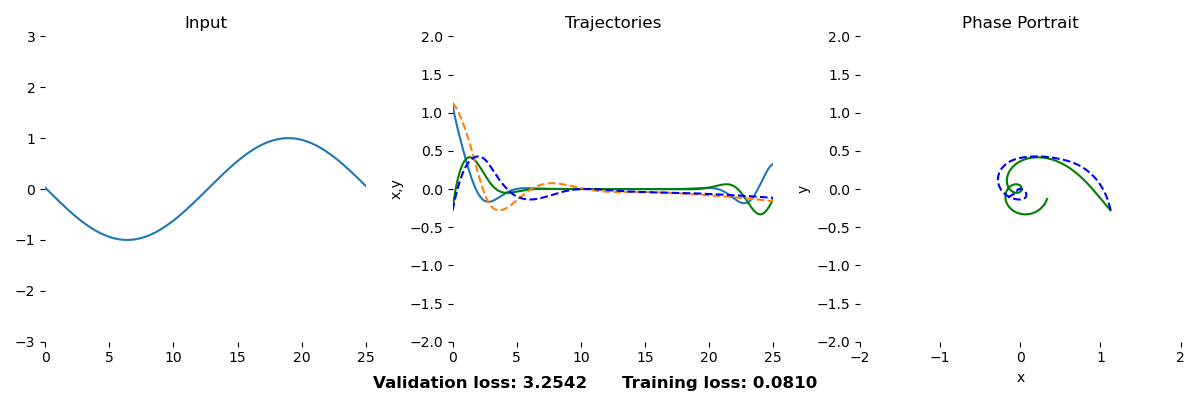 Input
3
2
1
0
−1
−2
−3
0 5 10 15 20 25
Trajectories
x,y
2.0
1.5
1.0
0.5
0.0
−0.5
−1.0
−1.5
−2.0
0 5 10 15 20 25
Phase Portrait
y
2.0
1.5
1.0
0.5
0.0
−0.5
−1.0
−1.5
−2.0
−2 −1 0 1 2
x
Validation loss: 3.2542 Training loss: 0.0810